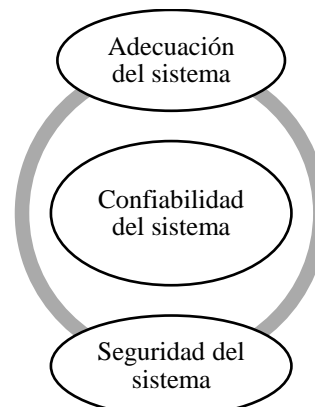 Adecuación
del sistema
Confiabilidad
del sistema
Seguridad del
sistema